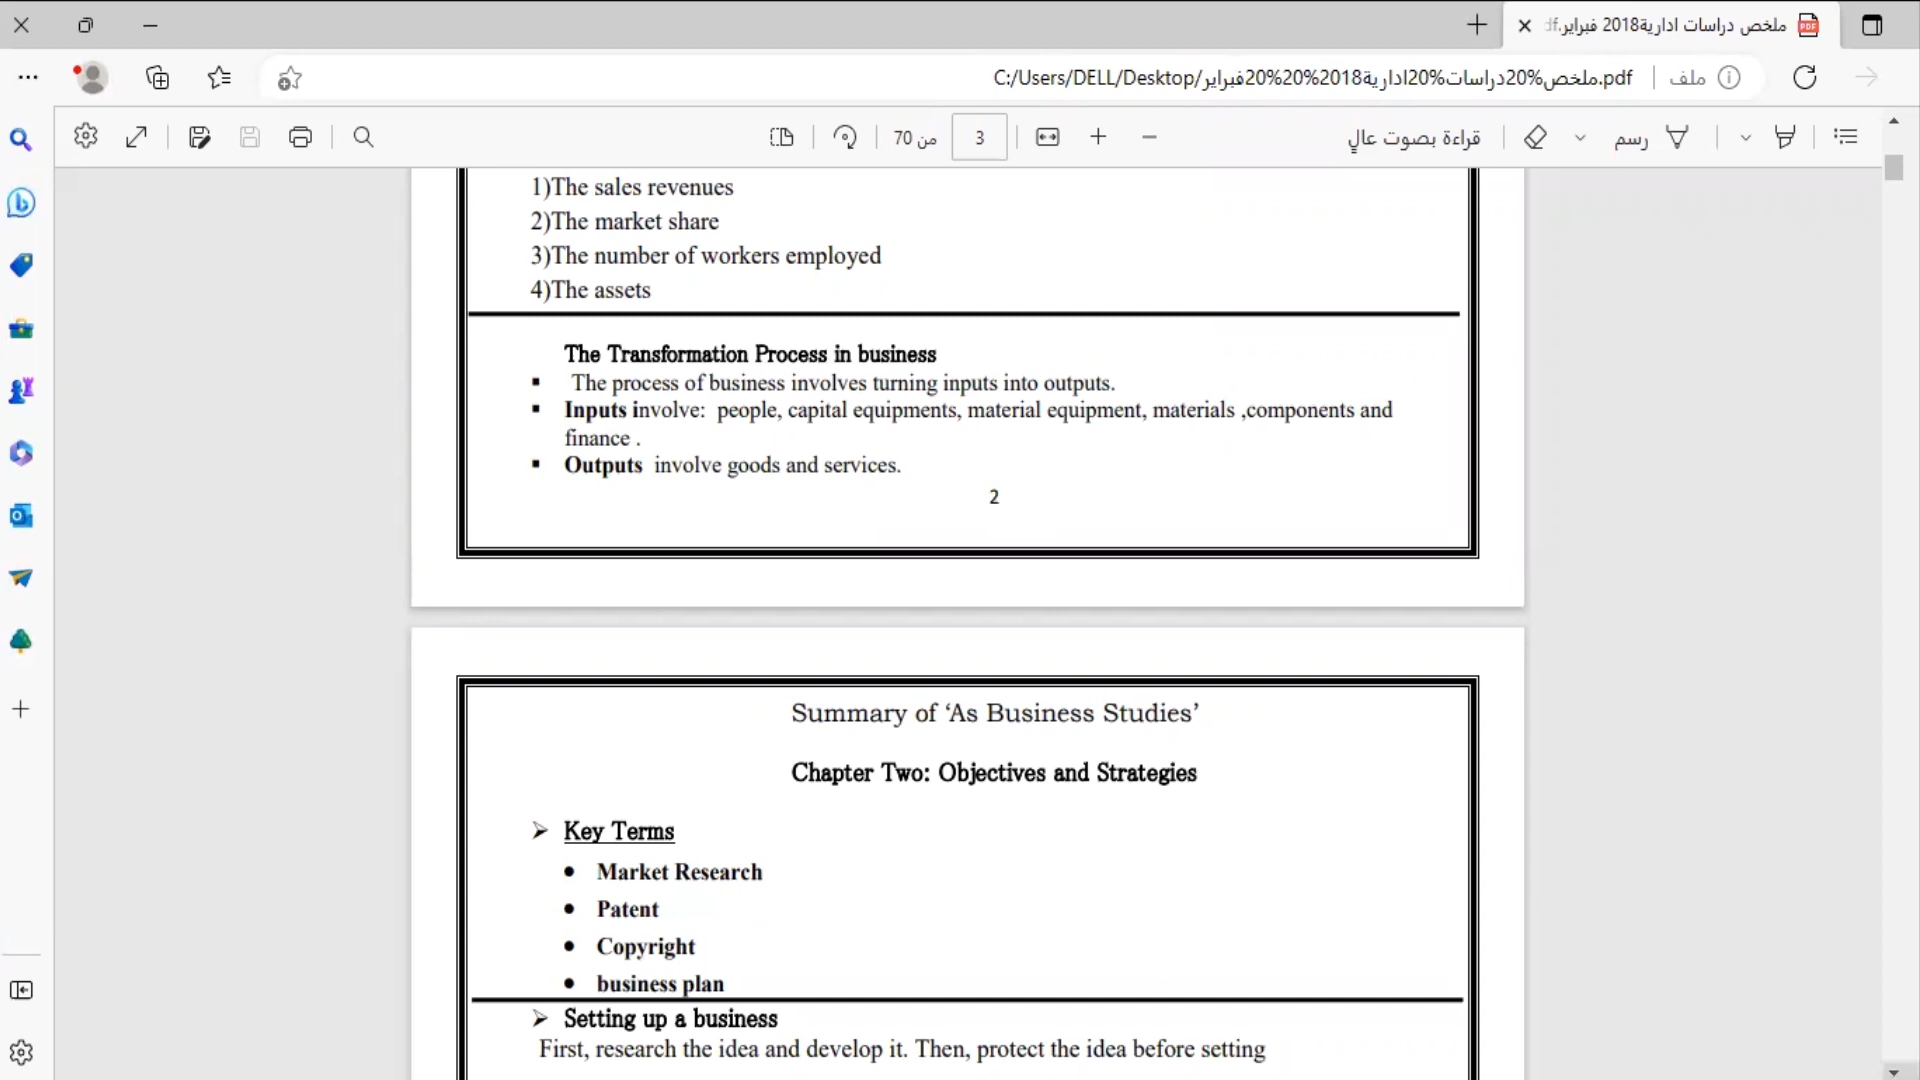 ملخص دراسات ادارية2018 فبراير.df
ملف
C:/Users/DELL/Desktop/ملخص%20دراسات%20ادارية2018%20%20فبراير.pdf
قراءة بصوت عالٍ
رسم
3
من 70
1)The sales revenues
2)The market share
3)The number of workers employed
4)The assets
The Transformation Process in business
▪ The process of business involves turning inputs into outputs.
▪ Inputs involve: people, capital equipments, material equipment, materials ,components and
finance .
▪ Outputs involve goods and services.
2
Summary of ‘As Business Studies’
Chapter Two: Objectives and Strategies
➢ Key Terms
• Market Research
• Patent
• Copyright
• business plan
➢ Setting up a business
First, research the idea and develop it. Then, protect the idea before setting